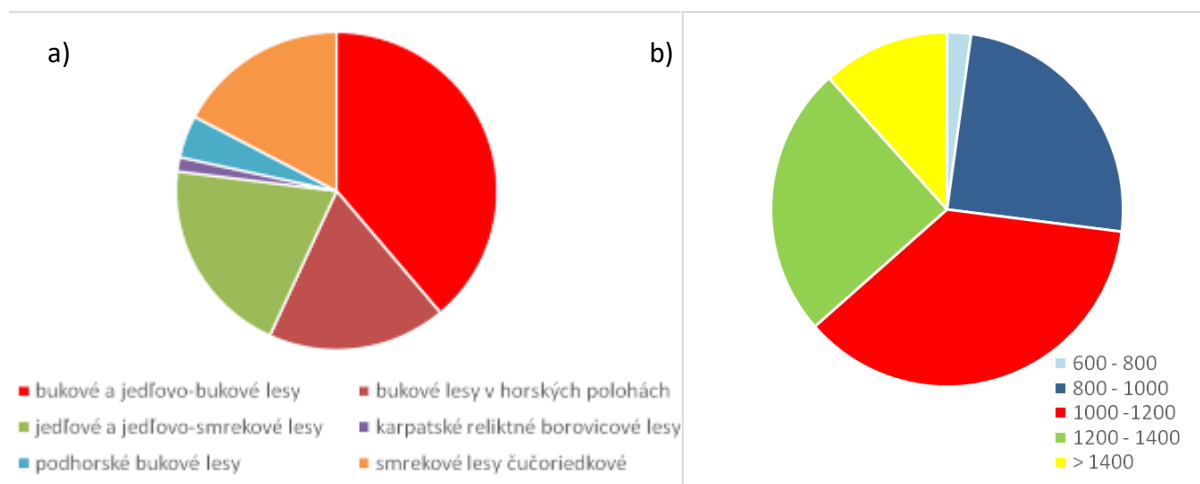 a)
bukové a jedľovo-bukové lesy
bukové lesy v horských polohách
jedľové a jedľovo-smrekové lesy
karpatské reliktné borovicové lesy
podhorské bukové lesy
smrekové lesy čučoriedkové
b)
600 - 800
800 - 1000
1000 -1200
1200 - 1400
> 1400